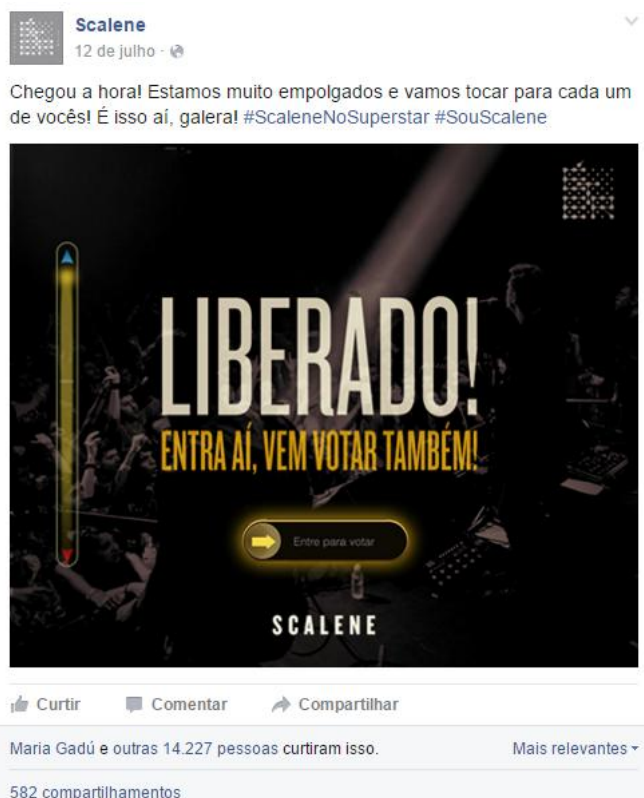 Scalene
12 de julho
Chegou a hora! Estamos muito empolgados e vamos tocar para cada um
de vocês! É isso aí, galera! #ScaleneNoSuperstar #SouScalene
LIBERADO!
ENTRA AÍ, VEM VOTAR TAMBÉM!
Entre para votar
SCALENE
Curtir Comentar Compartilhar
Maria Gadú e outras 14.227 pessoas curtiram isso. Mais relevantes
582 compartilhamentos